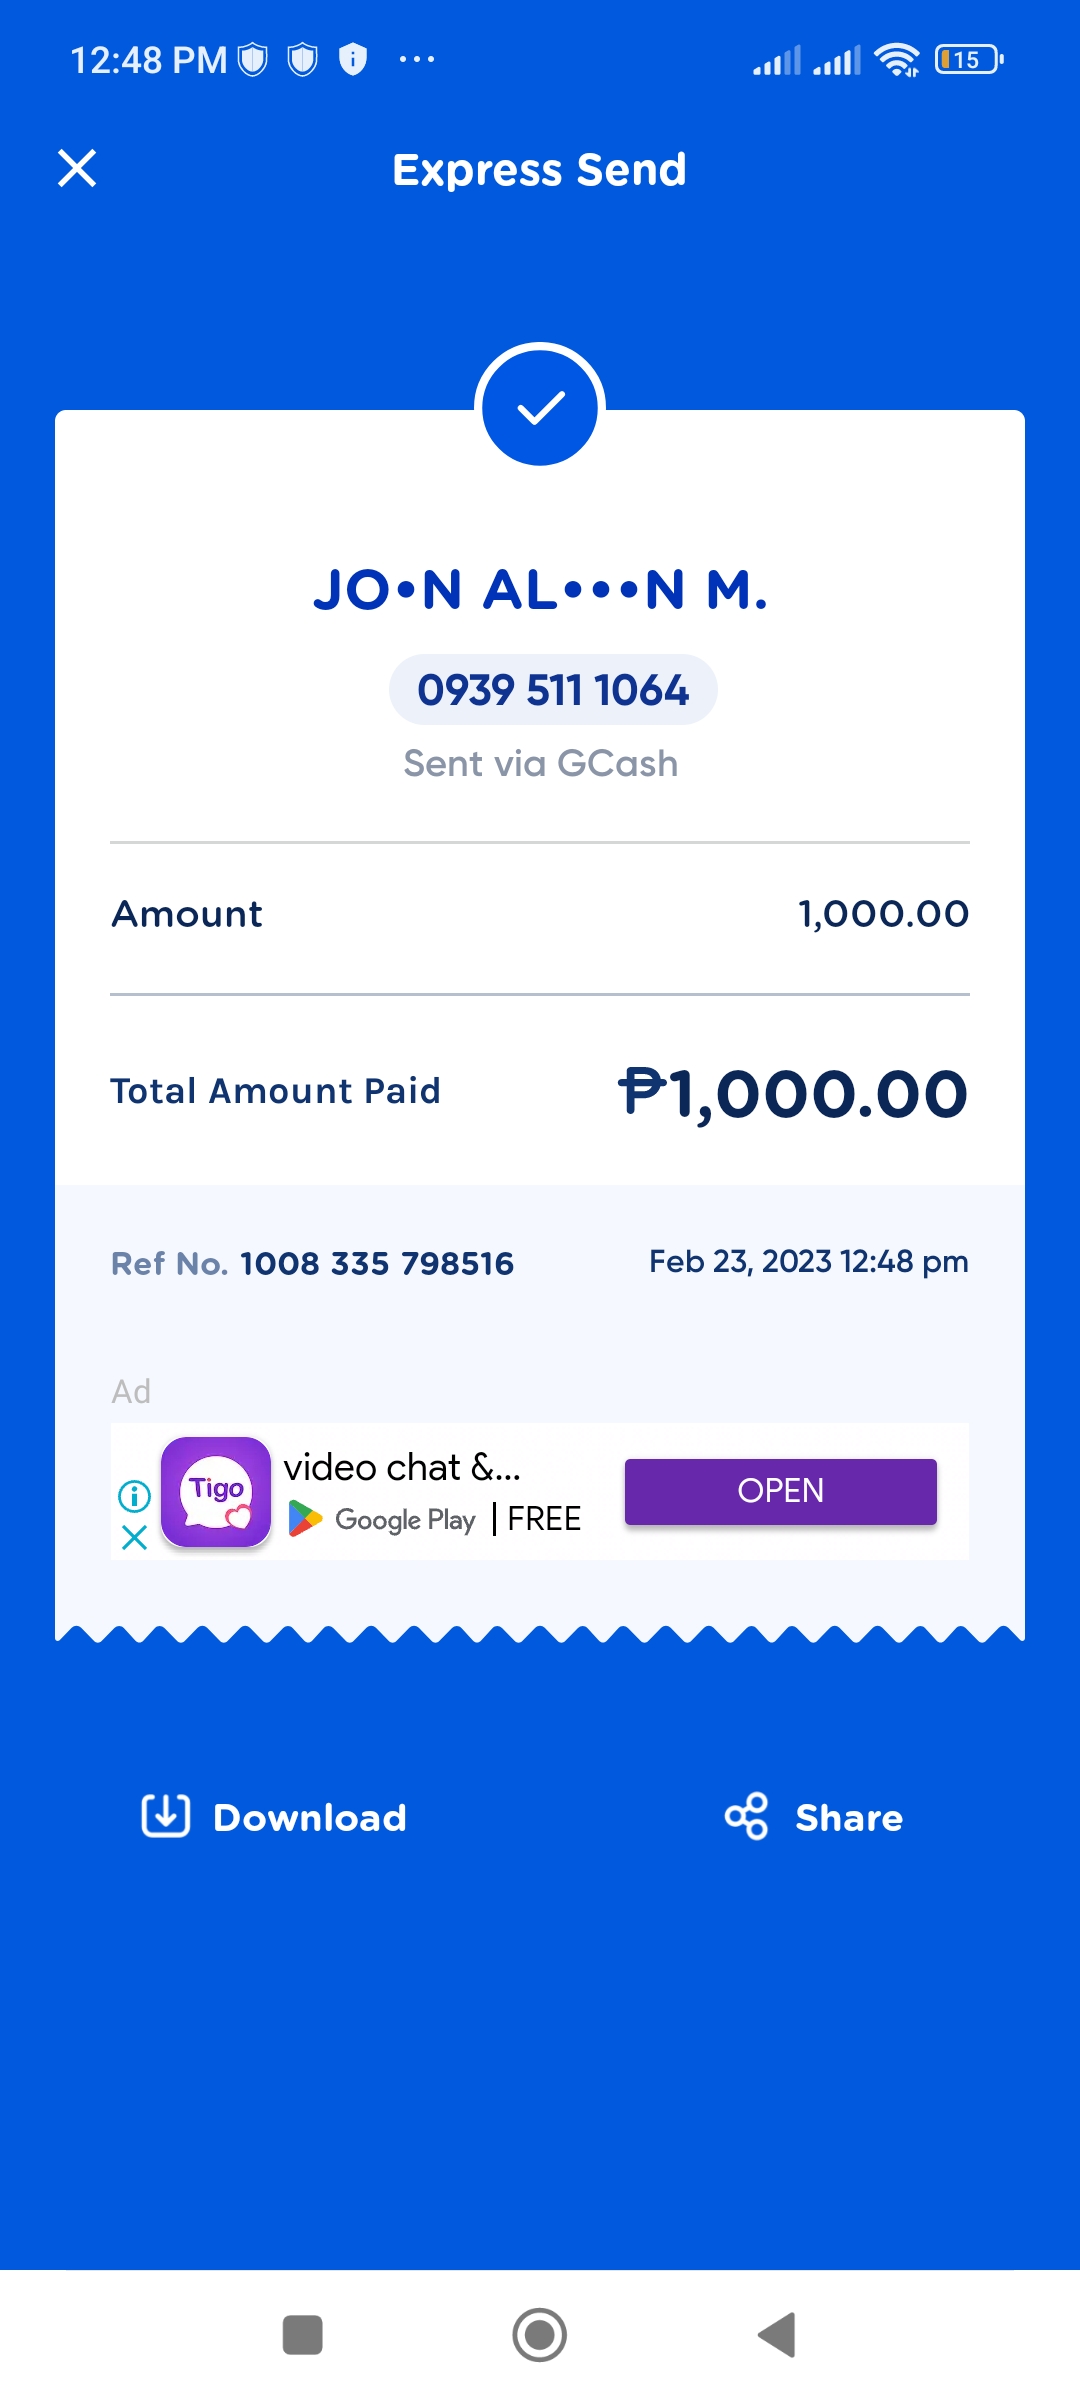 12:48 PM
15
Express Send
JO•N AL•••N M.
0939 511 1064
Sent via GCash
Amount 1,000.00
Total Amount Paid ₱1,000.00
Ref No. 1008 335 798516 Feb 23, 2023 12:48 pm
Ad
Tigo
video chat &...
Google Play | FREE
OPEN
Download Share